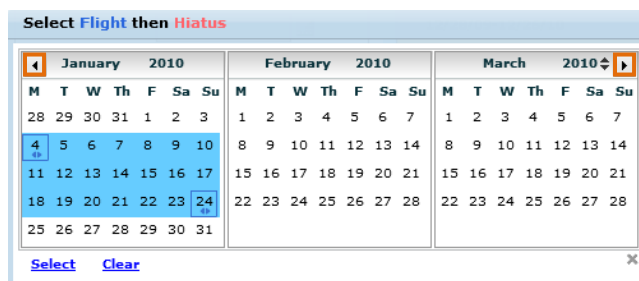 Select Flight then Hiatus
January 2010 February 2010 March 2010
M T W Th F Sa Su M T W Th F Sa Su M T W Th F Sa Su
28 29 30 31 1 2 3 1 2 3 4 5 6 7 1 2 3 4 5 6 7
4 5 6 7 8 9 10 8 9 10 11 12 13 14 8 9 10 11 12 13 14
11 12 13 14 15 16 17 15 16 17 18 19 20 21 15 16 17 18 19 20 21
18 19 20 21 22 23 24 22 23 24 25 26 27 28 22 23 24 25 26 27 28
25 26 27 28 29 30 31
Select Clear